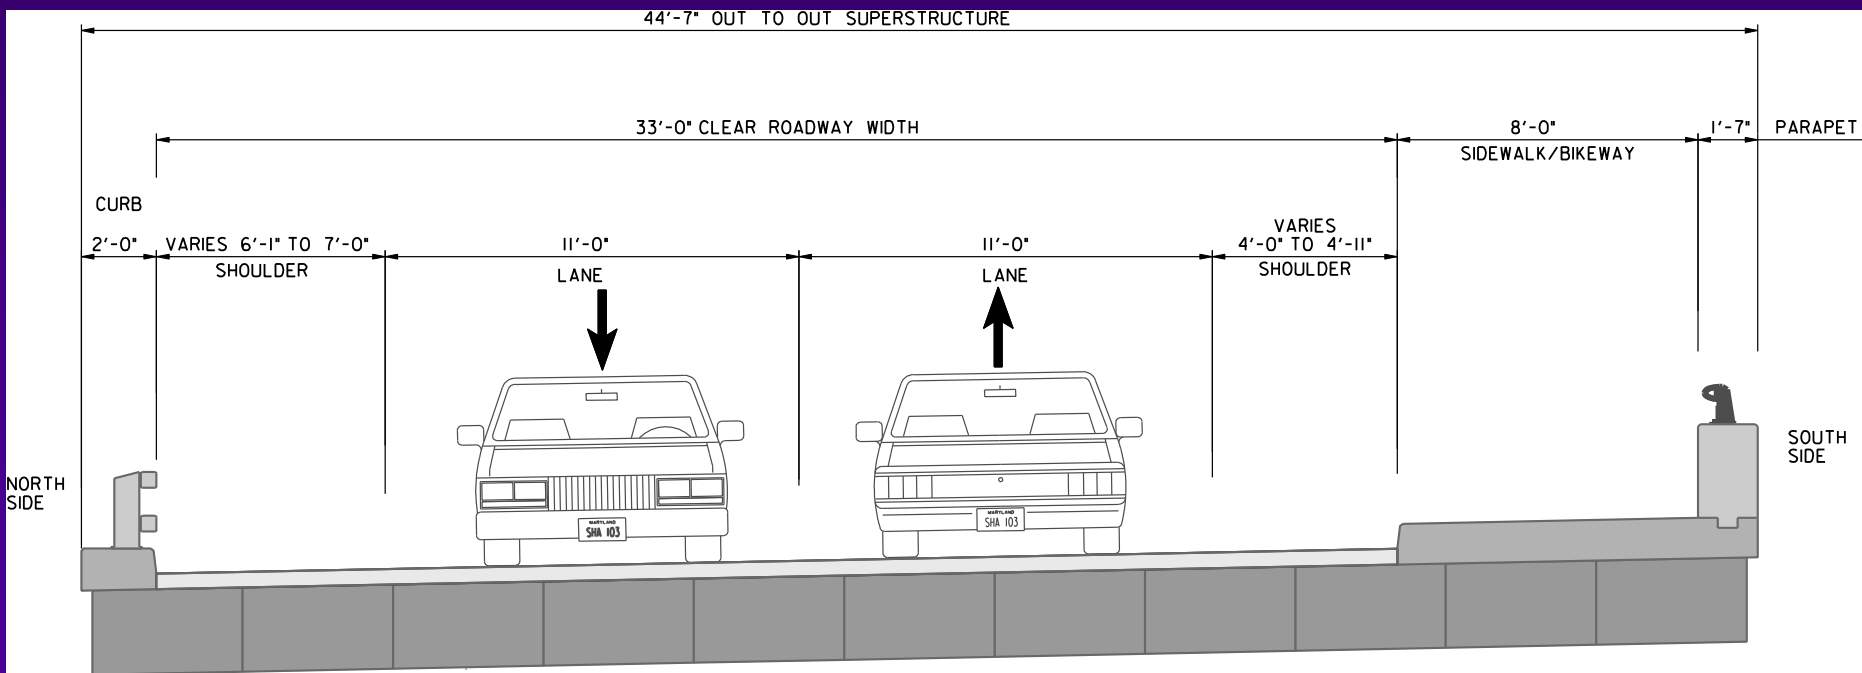 44'-7" OUT TO OUT SUPERSTRUCTURE
33'-0" CLEAR ROADWAY WIDTH
8'-0"
SIDEWALK/BIKEWAY
1'-7"
PARAPET
CURB
2'-0"
VARIES 6'-1" TO 7'-0"
SHOULDER
11'-0"
LANE
11'-0"
LANE
VARIES
4'-0" TO 4'-11"
SHOULDER
NORTH
SIDE
SOUTH
SIDE
MARYLAND
SHA 103
MARYLAND
SHA 103